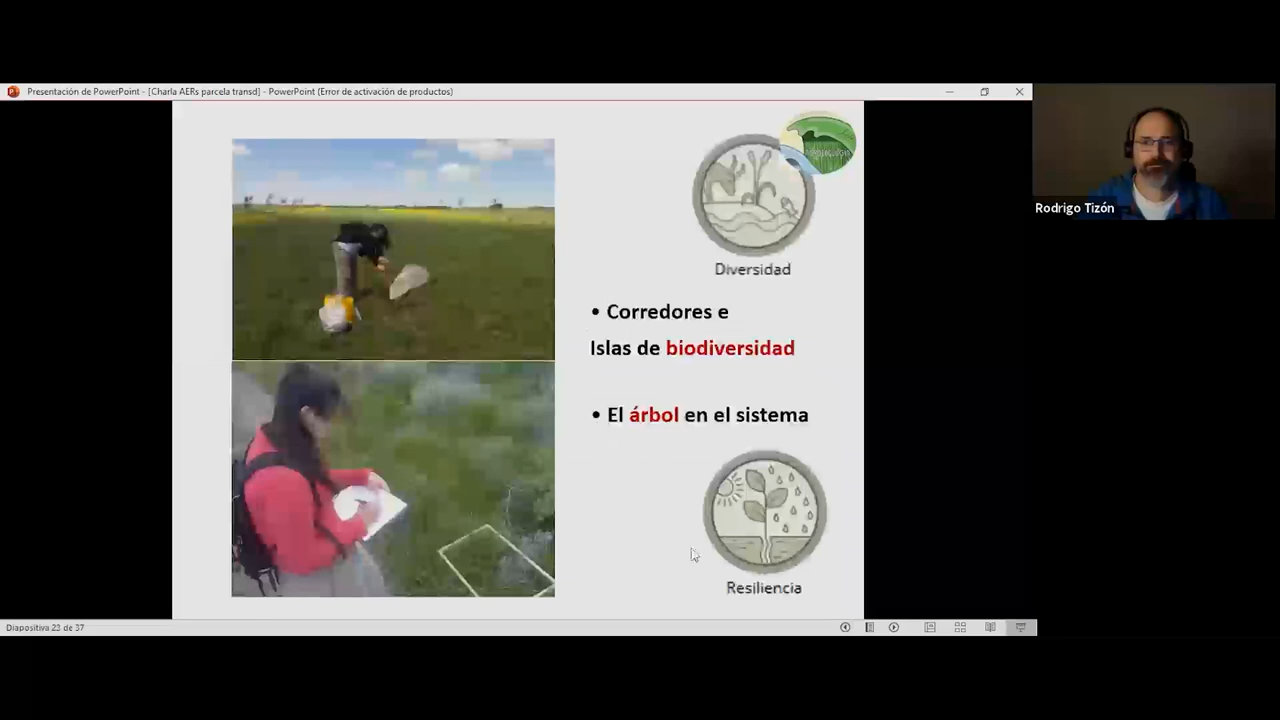 Presentación de PowerPoint - [Charla AERs parcela transd] - PowerPoint (Error de activación de productos)
Rodrigo Tizón
Diversidad
• Corredores e
Islas de biodiversidad
• El árbol en el sistema
Resiliencia
Diapositiva 23 de 37